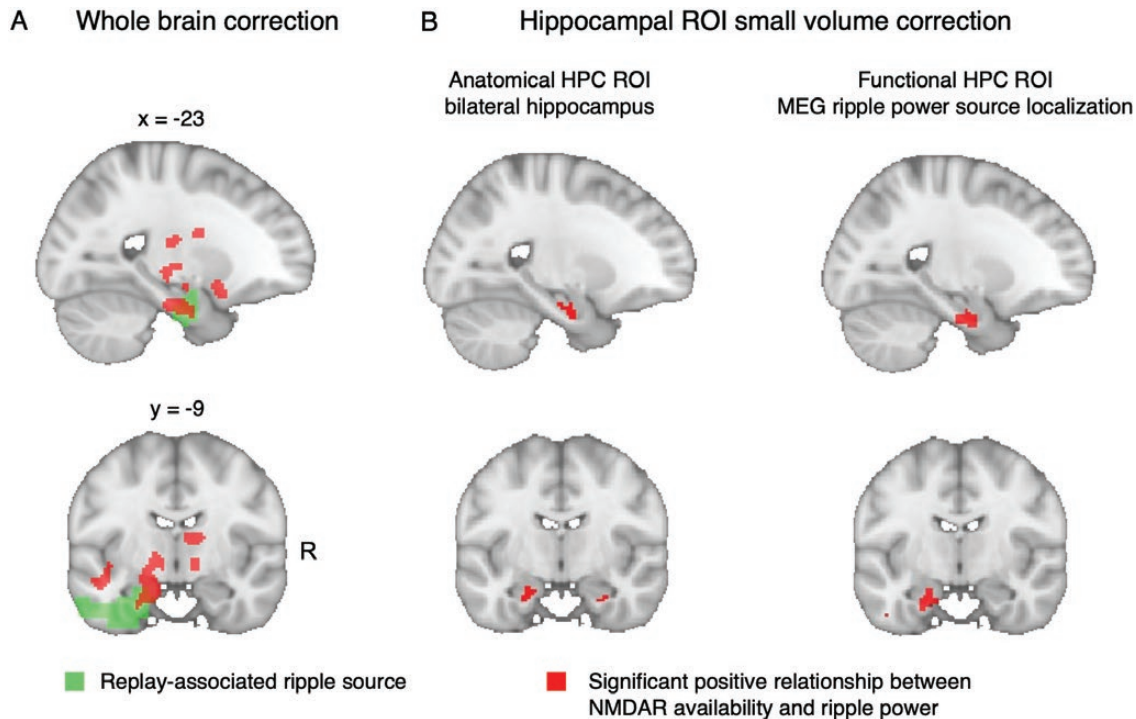 A
Whole brain correction
B
Hippocampal ROI small volume correction
Anatomical HPC ROI
bilateral hippocampus
Functional HPC ROI
MEG ripple power source localization
x = -23
y = -9
R
Replay-associated ripple source
Significant positive relationship between
NMDAR availability and ripple power